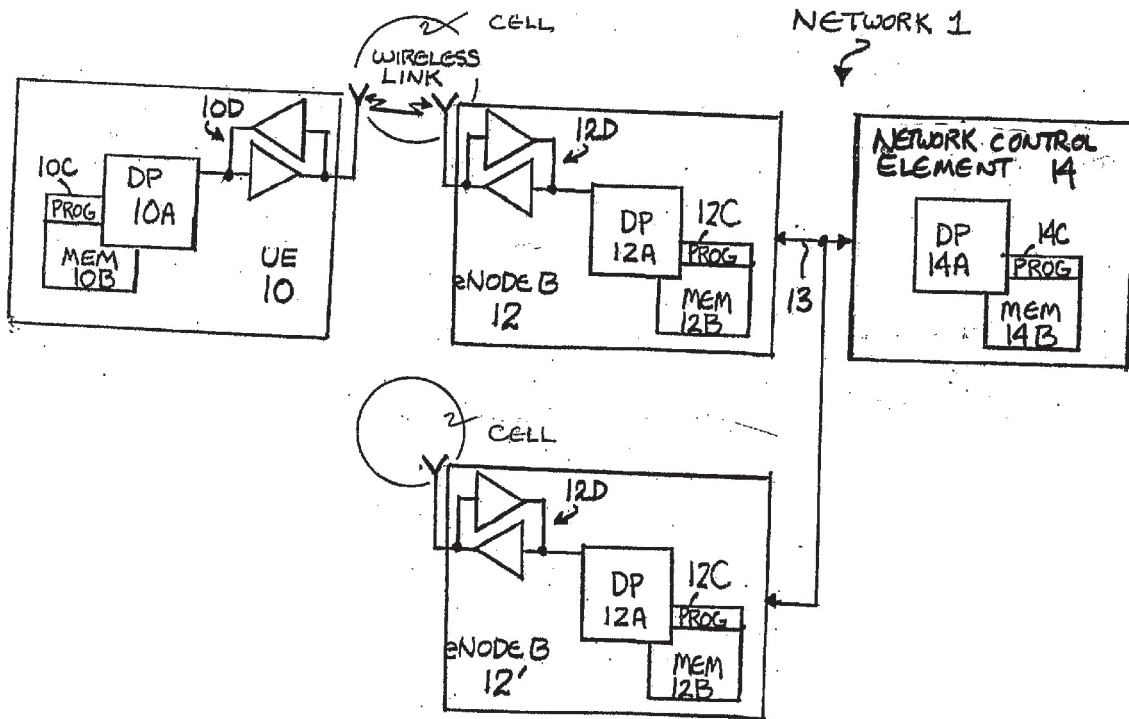 NETWORK 1
2 CELL
WIRELESS
LINK
10D
10C
DP
10A
PROG
MEM
10B
UE
10
12D
DP
12A
12C
PROG
MEM
12B
eNODE B
12
13
NETWORK CONTROL
ELEMENT 14
DP
14A
14C
PROG
MEM
14B
2 CELL
12D
DP
12A
12C
PROG
MEM
12B
eNODE B
12'